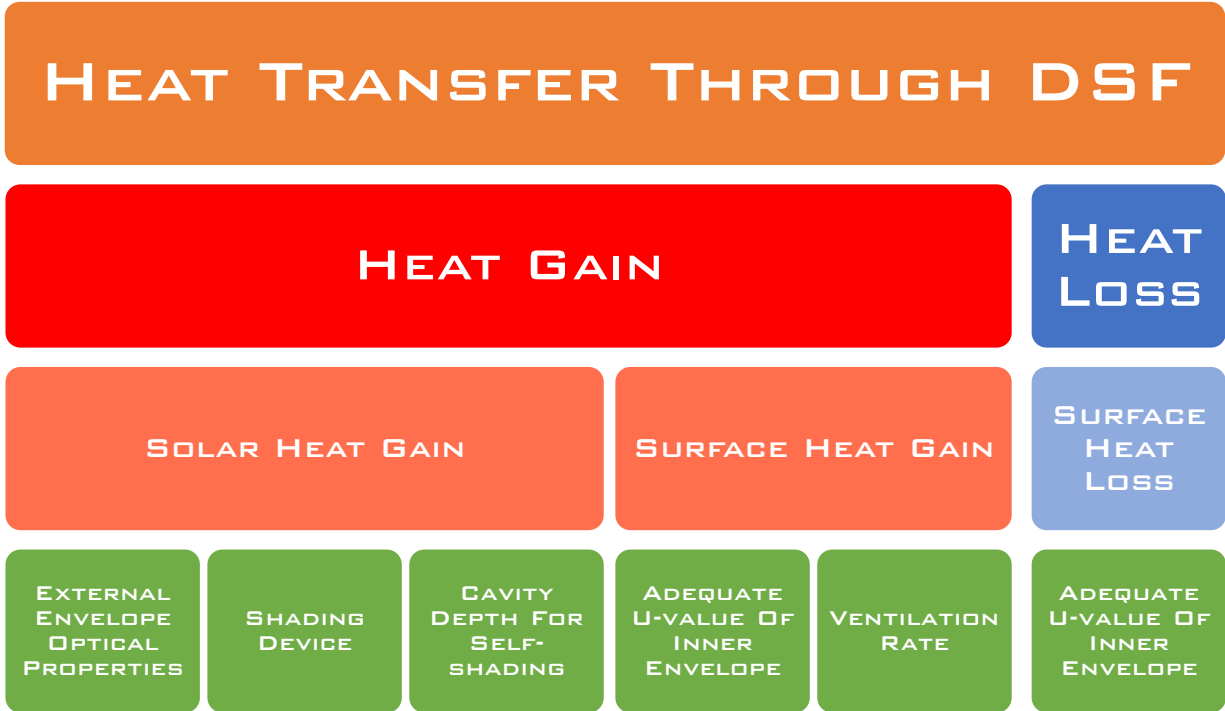 Heat Transfer Through DSF
Heat Gain
Heat
Loss
Solar Heat Gain
Surface Heat Gain
Surface
Heat
Loss
External
Envelope
Optical
Properties
Shading
Device
Cavity
Depth For
Self-
shading
Adequate
U-value Of
Inner
Envelope
Ventilation
Rate
Adequate
U-value Of
Inner
Envelope